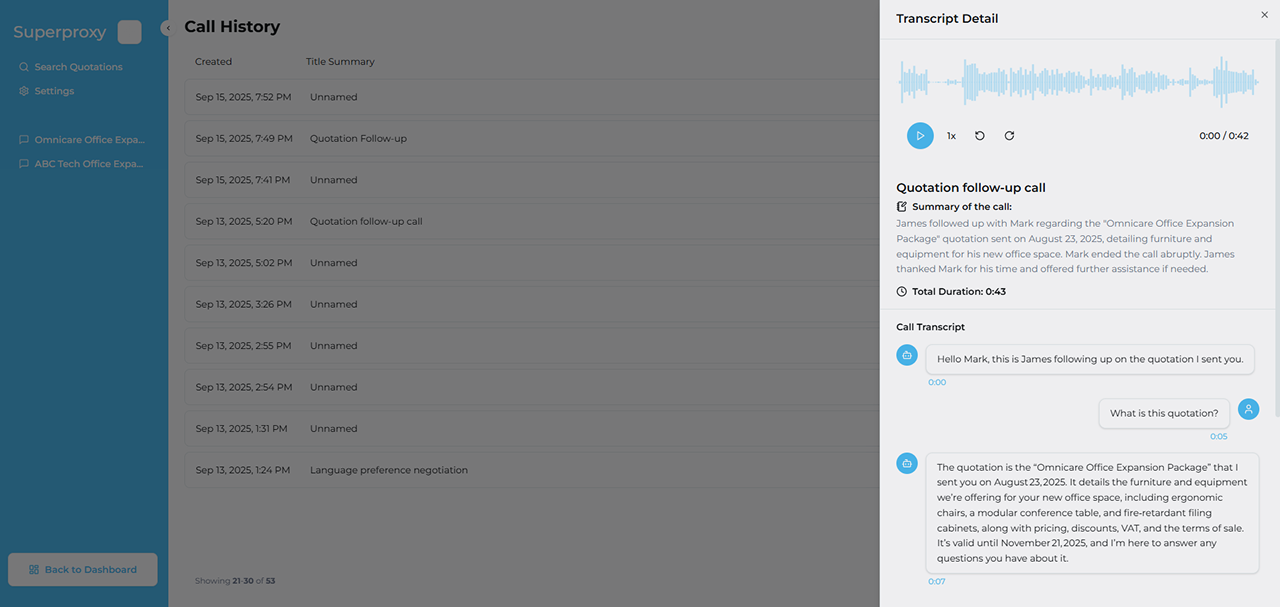 Superproxy
Search Quotations
Settings
Omnicare Office Expa...
ABC Tech Office Expa...
Back to Dashboard
Call History
Created Title Summary
Sep 15, 2025, 7:52 PM Unnamed
Sep 15, 2025, 7:49 PM Quotation Follow-up
Sep 15, 2025, 7:41 PM Unnamed
Sep 13, 2025, 5:20 PM Quotation follow-up call
Sep 13, 2025, 5:02 PM Unnamed
Sep 13, 2025, 3:26 PM Unnamed
Sep 13, 2025, 2:55 PM Unnamed
Sep 13, 2025, 2:54 PM Unnamed
Sep 13, 2025, 1:31 PM Unnamed
Sep 13, 2025, 1:24 PM Language preference negotiation
Showing 21-30 of 53
Transcript Detail
1x 0:00 / 0:42
Quotation follow-up call
Summary of the call:
James followed up with Mark regarding the "Omnicare Office Expansion
Package" quotation sent on August 23, 2025, detailing furniture and
equipment for his new office space. Mark ended the call abruptly. James
thanked Mark for his time and offered further assistance if needed.
Total Duration: 0:43
Call Transcript
Hello Mark, this is James following up on the quotation I sent you.
0:00
What is this quotation?
0:05
The quotation is the “Omnicare Office Expansion Package” that I
sent you on August 23, 2025. It details the furniture and equipment
we’re offering for your new office space, including ergonomic
chairs, a modular conference table, and fire-retardant filing
cabinets, along with pricing, discounts, VAT, and the terms of sale.
It’s valid until November 21, 2025, and I’m here to answer any
questions you have about it.
0:07